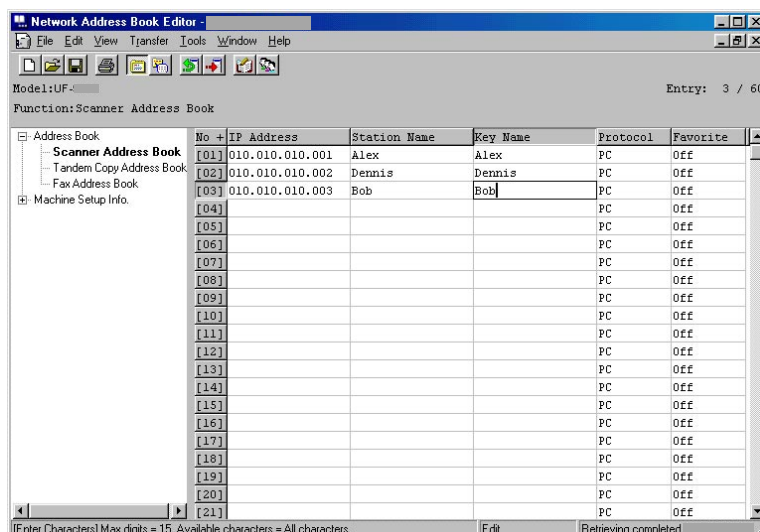 Network Address Book Editor -
File Edit View Transfer Tools Window Help
Model:UF-
Entry: 3 / 60
Function:Scanner Address Book
Address Book
Scanner Address Book
Tandem Copy Address Book
Fax Address Book
Machine Setup Info.
No + IP Address Station Name Key Name Protocol Favorite
[01] 010.010.010.001 Alex Alex PC Off
[02] 010.010.010.002 Dennis Dennis PC Off
[03] 010.010.010.003 Bob Bob PC Off
[04] PC Off
[05] PC Off
[06] PC Off
[07] PC Off
[08] PC Off
[09] PC Off
[10] PC Off
[11] PC Off
[12] PC Off
[13] PC Off
[14] PC Off
[15] PC Off
[16] PC Off
[17] PC Off
[18] PC Off
[19] PC Off
[20] PC Off
[21] PC Off
[Enter Characters] Max digits = 15, Available characters = All characters Edit Retrieving completed